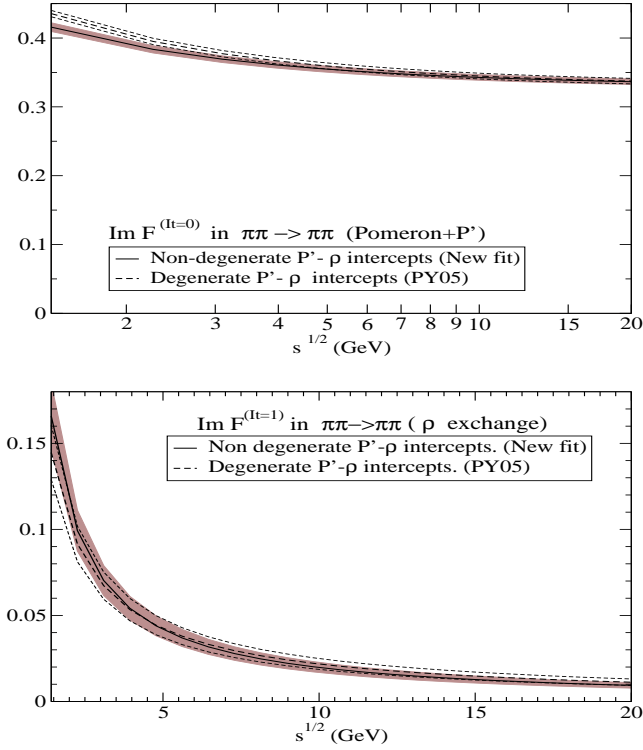 0.4
0.3
0.2
0.1
0
Im F(It=0) in ππ −> ππ (Pomeron+P')
Non-degenerate P'- ρ intercepts (New fit)
Degenerate P'- ρ intercepts (PY05)
2 3 4 5 6 7 8 9 10 15 20
s 1/2 (GeV)
0.15
0.1
0.05
0
Im F(It=1) in ππ−>ππ ( ρ exchange)
Non degenerate P'-ρ intercepts. (New fit)
Degenerate P'-ρ intercepts. (PY05)
5 10 15 20
s1/2 (GeV)